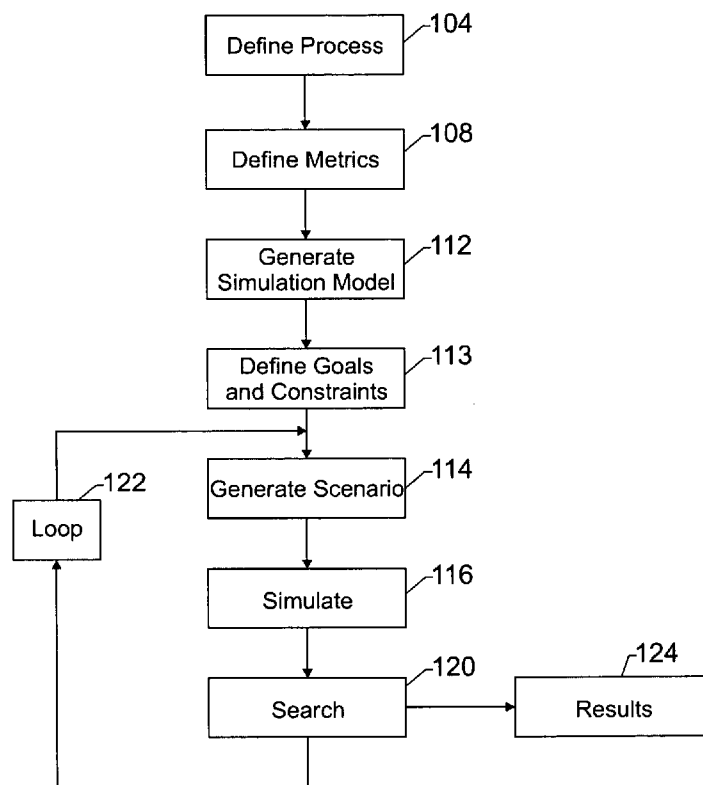 Define Process
104
Define Metrics
108
Generate
Simulation Model
112
Define Goals
and Constraints
113
Generate Scenario
114
122
Loop
Simulate
116
Search
120
124
Results